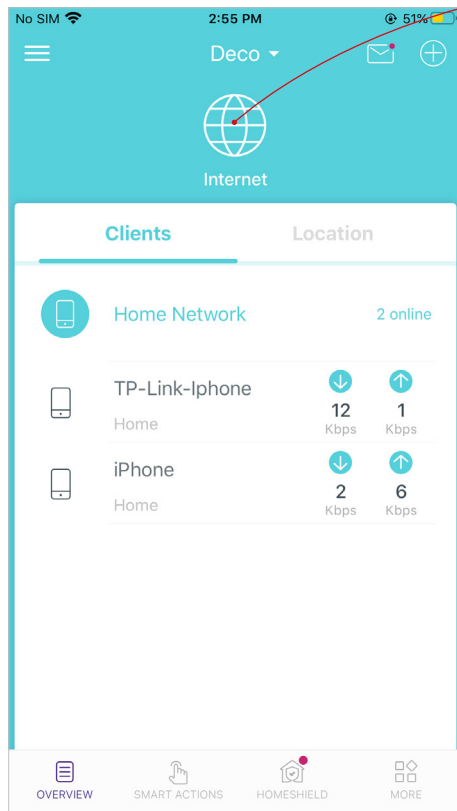 No SIM 2:55 PM 51%
Deco
Internet
Clients Location
Home Network 2 online
TP-Link-Iphone
Home
12 1
Kbps Kbps
iPhone
Home
2 6
Kbps Kbps
OVERVIEW SMART ACTIONS HOMESHIELD MORE